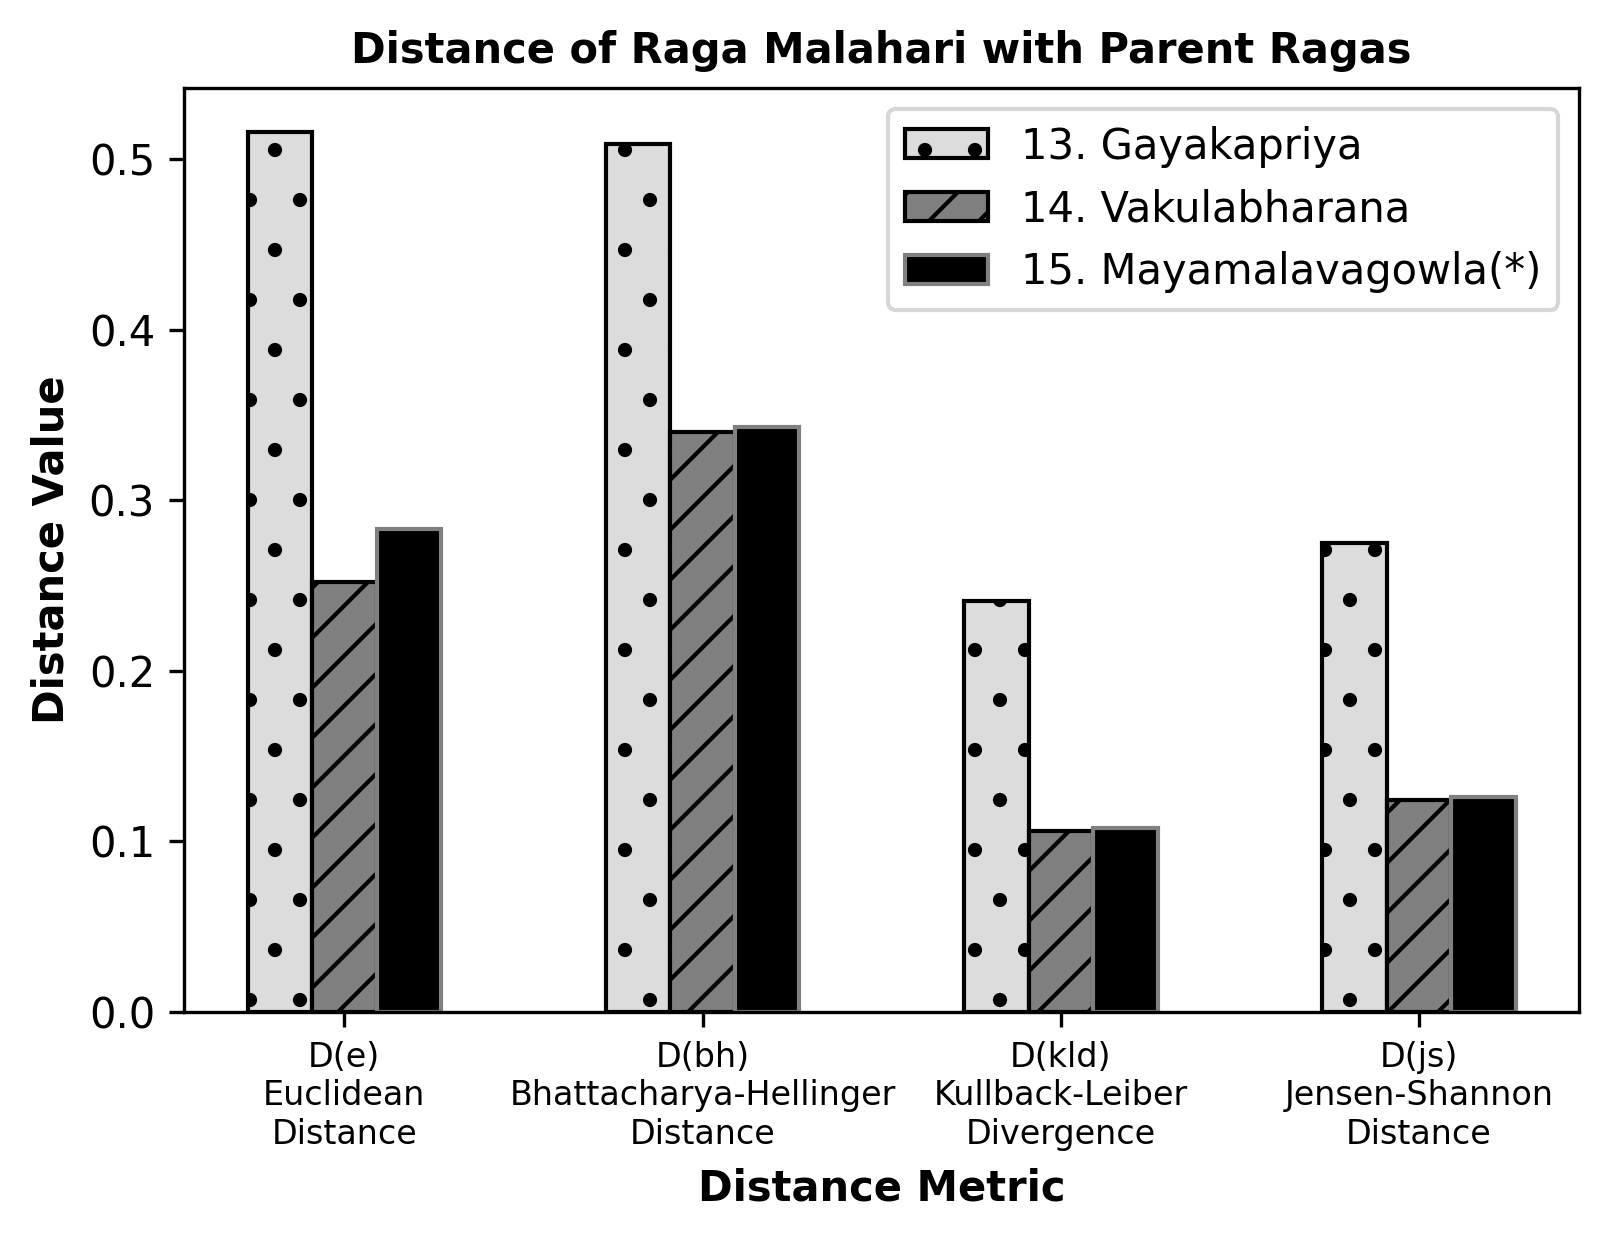 Distance of Raga Malahari with Parent Ragas
13. Gayakapriya
14. Vakulabharana
15. Mayamalavagowla(*)
Distance Value
0.5
0.4
0.3
0.2
0.1
0.0
D(e)
Euclidean
Distance
D(bh)
Bhattacharya-Hellinger
Distance
D(kld)
Kullback-Leiber
Divergence
D(js)
Jensen-Shannon
Distance
Distance Metric